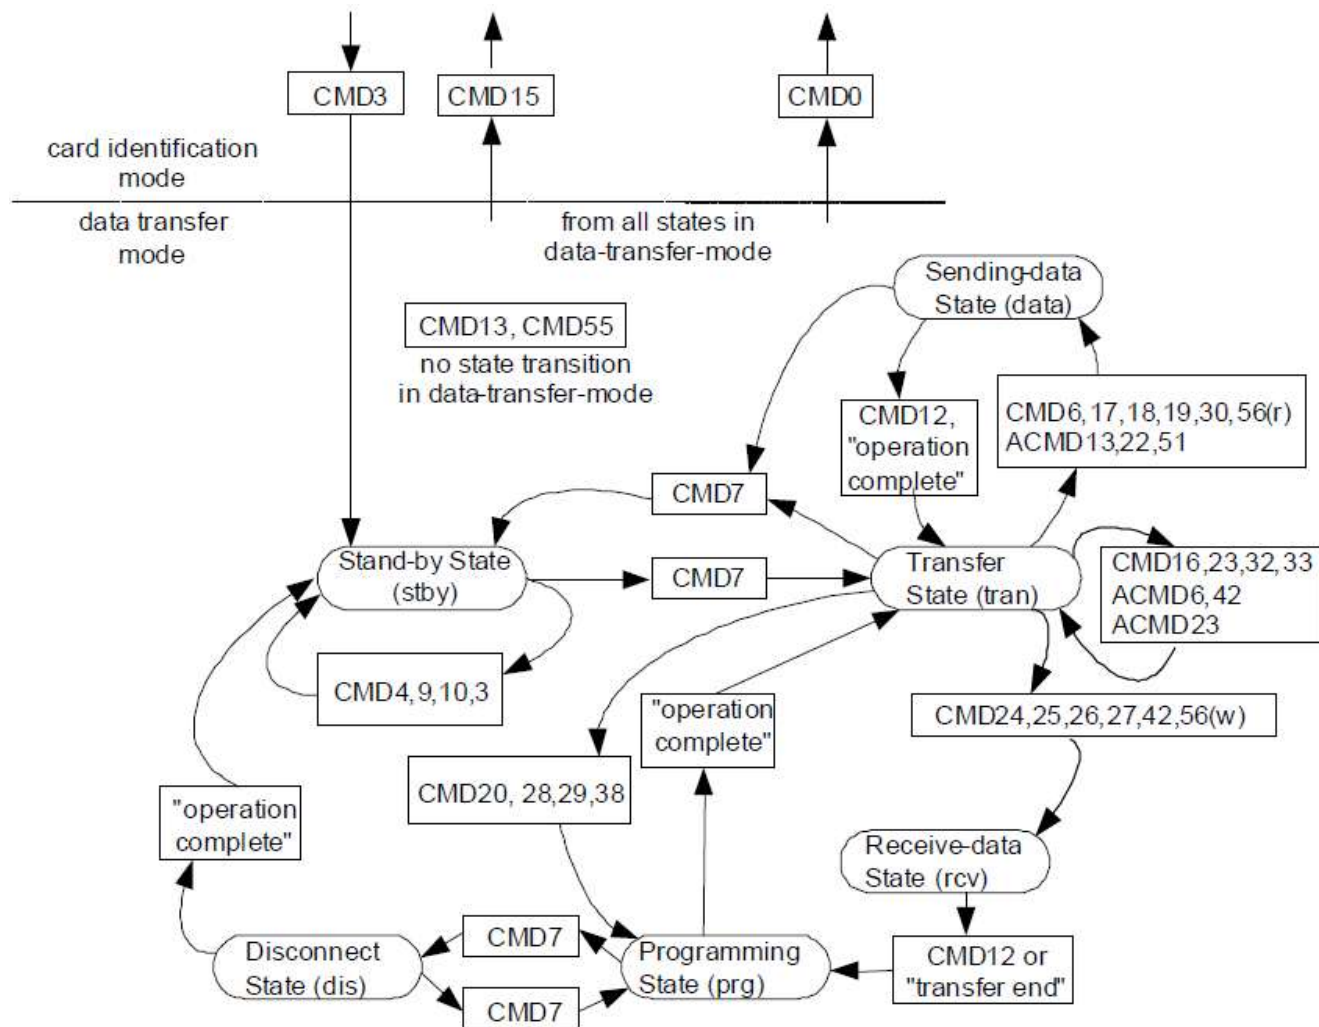 CMD3
CMD15
CMD0
card identification
mode
data transfer
mode
from all states in
data-transfer-mode
Sending-data
State (data)
CMD13, CMD55
no state transition
in data-transfer-mode
CMD12,
"operation
complete"
CMD6,17,18,19,30,56(r)
ACMD13,22,51
CMD7
Stand-by State
(stby)
CMD7
Transfer
State (tran)
CMD16,23,32,33
ACMD6,42
ACMD23
CMD4,9,10,3
"operation
complete"
CMD24,25,26,27,42,56(w)
CMD20, 28,29,38
"operation
complete"
Receive-data
State (rcv)
CMD7
Disconnect
State (dis)
Programming
State (prg)
CMD12 or
"transfer end"
CMD7